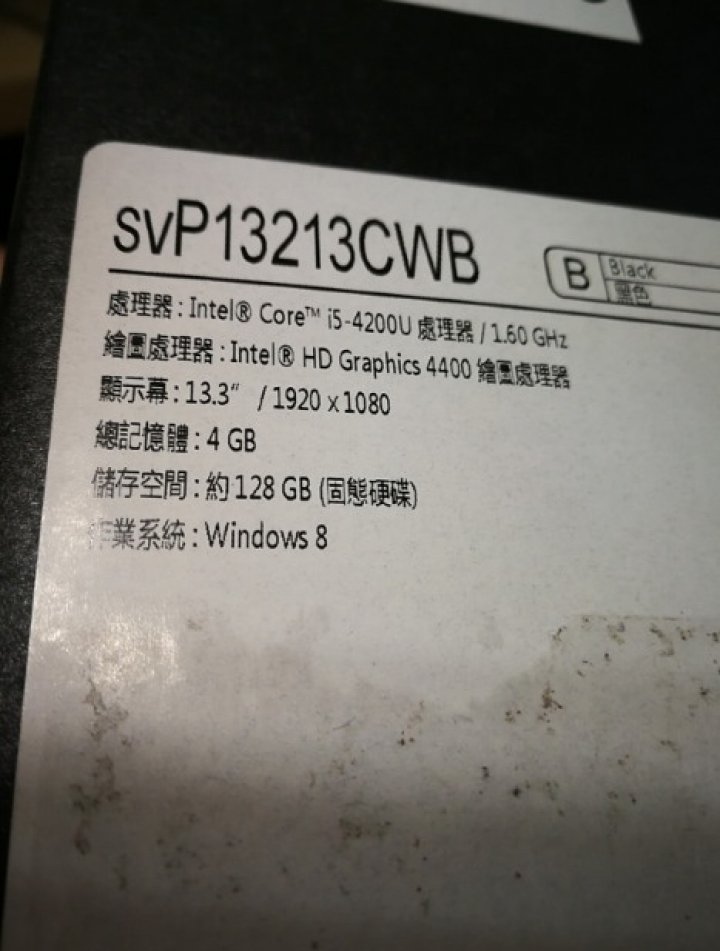 SVP13213CWB
B Black
黑色
處理器：Intel® Core™ i5-4200U 處理器 / 1.60 GHz
繪圖處理器：Intel® HD Graphics 4400 繪圖處理器
顯示幕：13.3" / 1920 x 1080
總記憶體：4 GB
儲存空間：約 128 GB (固態硬碟)
作業系統：Windows 8